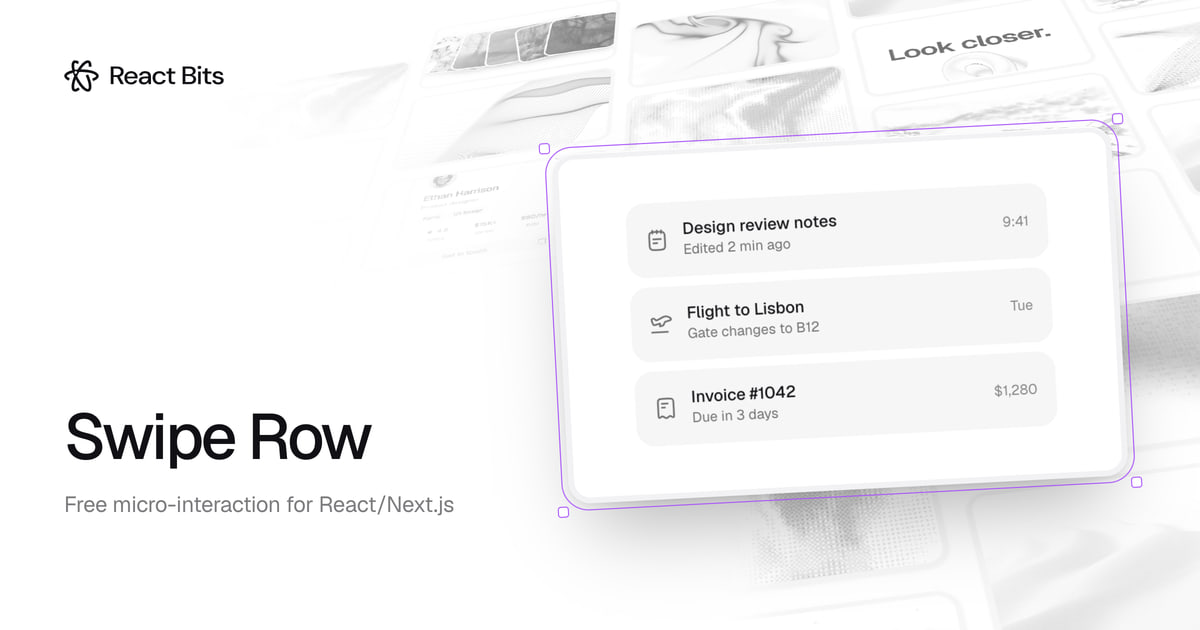 React Bits
Look closer.
Ethan Harrison
Design review notes
Edited 2 min ago
9:41
Flight to Lisbon
Gate changes to B12
Tue
Invoice #1042
Due in 3 days
$1,280
Swipe Row
Free micro-interaction for React/Next.js